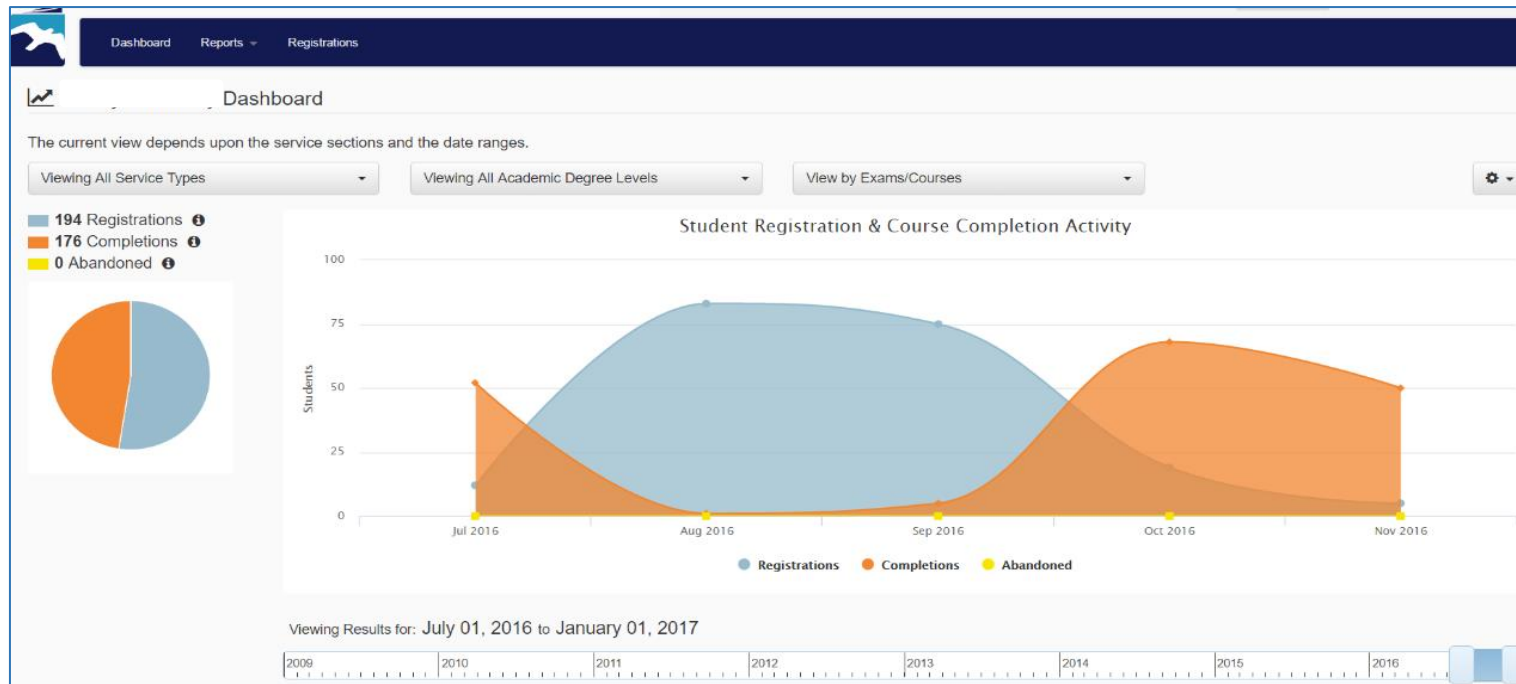 Dashboard Reports Registrations
Dashboard
The current view depends upon the service sections and the date ranges.
Viewing All Service Types Viewing All Academic Degree Levels View by Exams/Courses
194 Registrations
176 Completions
0 Abandoned
Student Registration & Course Completion Activity
Students
100
75
50
25
0
Jul 2016 Aug 2016 Sep 2016 Oct 2016 Nov 2016
Registrations Completions Abandoned
Viewing Results for: July 01, 2016 to January 01, 2017
2009 2010 2011 2012 2013 2014 2015 2016